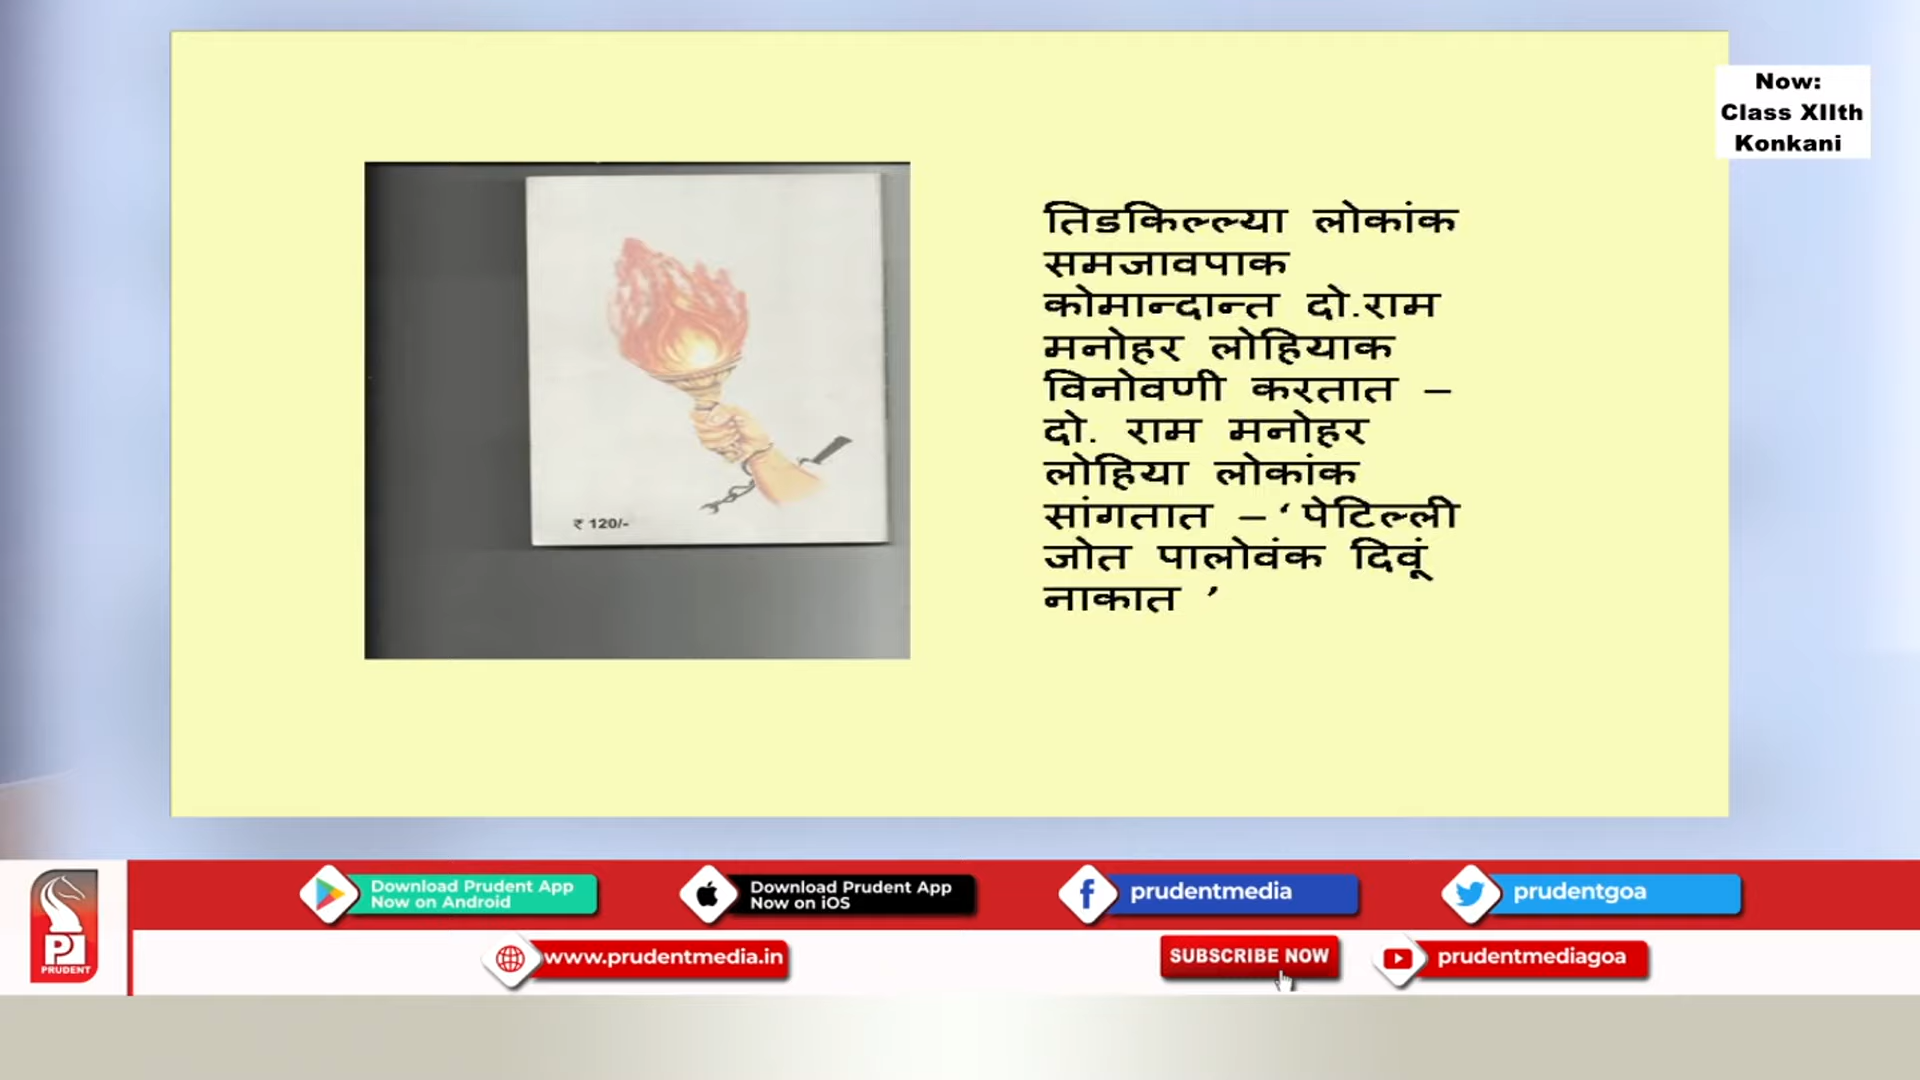 Now:
Class XIIth
Konkani
तिडकिल्ल्या लोकांक
समजावपाक
कोमान्दान्त दो.राम
मनोहर लोहियाक
विनोवणी करतात –
दो. राम मनोहर
लोहिया लोकांक
सांगतात –‘ पेटिल्ली
जोत पालोवंक दिवूं
नाकात ’
₹ 120/-
Download Prudent App
Now on Android
Download Prudent App
Now on iOS
prudentmedia
prudentgoa
PRUDENT
www.prudentmedia.in
SUBSCRIBE NOW
prudentmediagoa